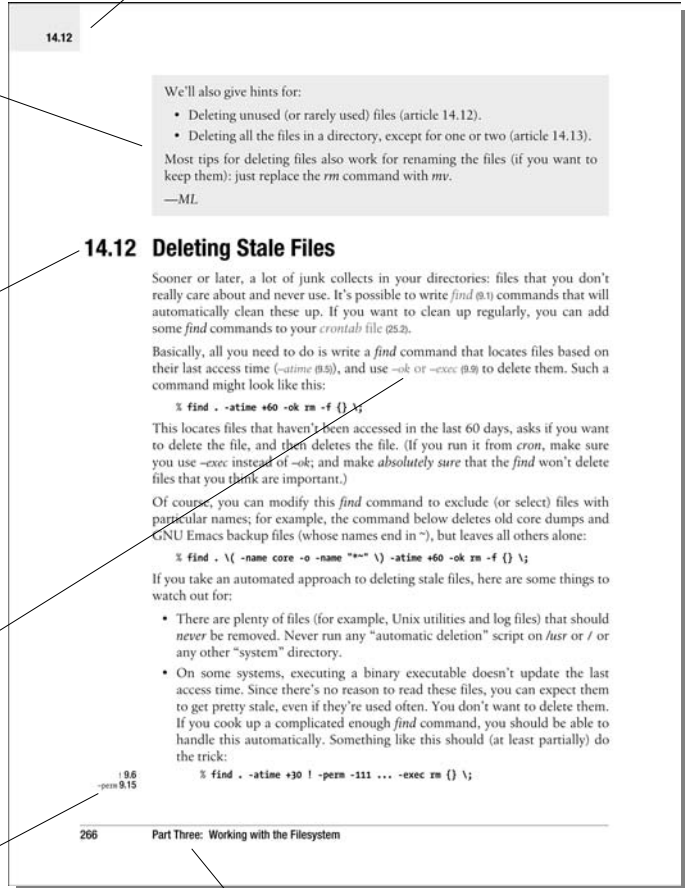 14.12
We'll also give hints for:
• Deleting unused (or rarely used) files (article 14.12).
• Deleting all the files in a directory, except for one or two (article 14.13).
Most tips for deleting files also work for renaming the files (if you want to
keep them): just replace the rm command with mv.
—ML
14.12 Deleting Stale Files
Sooner or later, a lot of junk collects in your directories: files that you don't
really care about and never use. It's possible to write find (9.1) commands that will
automatically clean these up. If you want to clean up regularly, you can add
some find commands to your crontab file (25.2).
Basically, all you need to do is write a find command that locates files based on
their last access time (–atime (9.5)), and use –ok or –exec (9.9) to delete them. Such a
command might look like this:
% find . -atime +60 -ok rm -f {} \;
This locates files that haven't been accessed in the last 60 days, asks if you want
to delete the file, and then deletes the file. (If you run it from cron, make sure
you use –exec instead of –ok; and make absolutely sure that the find won't delete
files that you think are important.)
Of course, you can modify this find command to exclude (or select) files with
particular names; for example, the command below deletes old core dumps and
GNU Emacs backup files (whose names end in ~), but leaves all others alone:
% find . \( -name core -o -name "*~" \) -atime +60 -ok rm -f {} \;
If you take an automated approach to deleting stale files, here are some things to
watch out for:
• There are plenty of files (for example, Unix utilities and log files) that should
never be removed. Never run any "automatic deletion" script on /usr or / or
any other "system" directory.
• On some systems, executing a binary executable doesn't update the last
access time. Since there's no reason to read these files, you can expect them
to get pretty stale, even if they're used often. You don't want to delete them.
If you cook up a complicated enough find command, you should be able to
handle this automatically. Something like this should (at least partially) do
the trick:
! 9.6
-perm 9.15
% find . -atime +30 ! -perm -111 ... -exec rm {} \;
266 Part Three: Working with the Filesystem